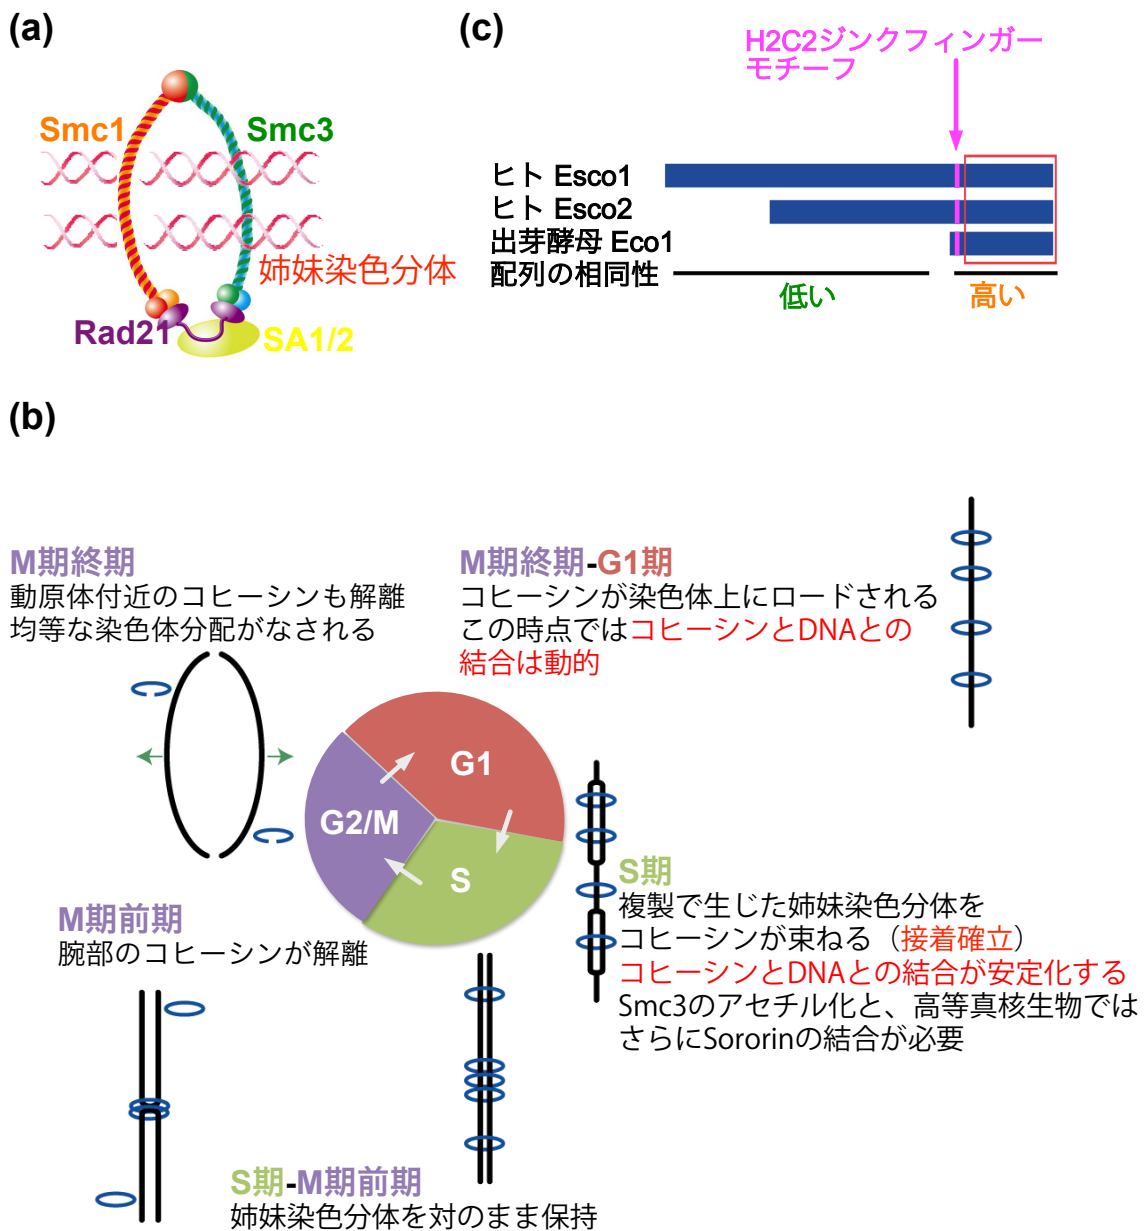 (a)
Smc1
Smc3
姉妹染色分体
Rad21
SA1/2
(c)
H2C2ジンクフィンガー
モチーフ
ヒト Esco1
ヒト Esco2
出芽酵母 Eco1
配列の相同性
低い
高い
(b)
M期終期
動原体付近のコヒーシンも解離
均等な染色体分配がなされる
M期終期-G1期
コヒーシンが染色体上にロードされる
この時点ではコヒーシンとDNAとの
結合は動的
G1
G2/M
S
S期
複製で生じた姉妹染色分体を
コヒーシンが束ねる（接着確立）
コヒーシンとDNAとの結合が安定化する
Smc3のアセチル化と、高等真核生物では
さらにSororinの結合が必要
M期前期
腕部のコヒーシンが解離
S期-M期前期
姉妹染色分体を対のまま保持